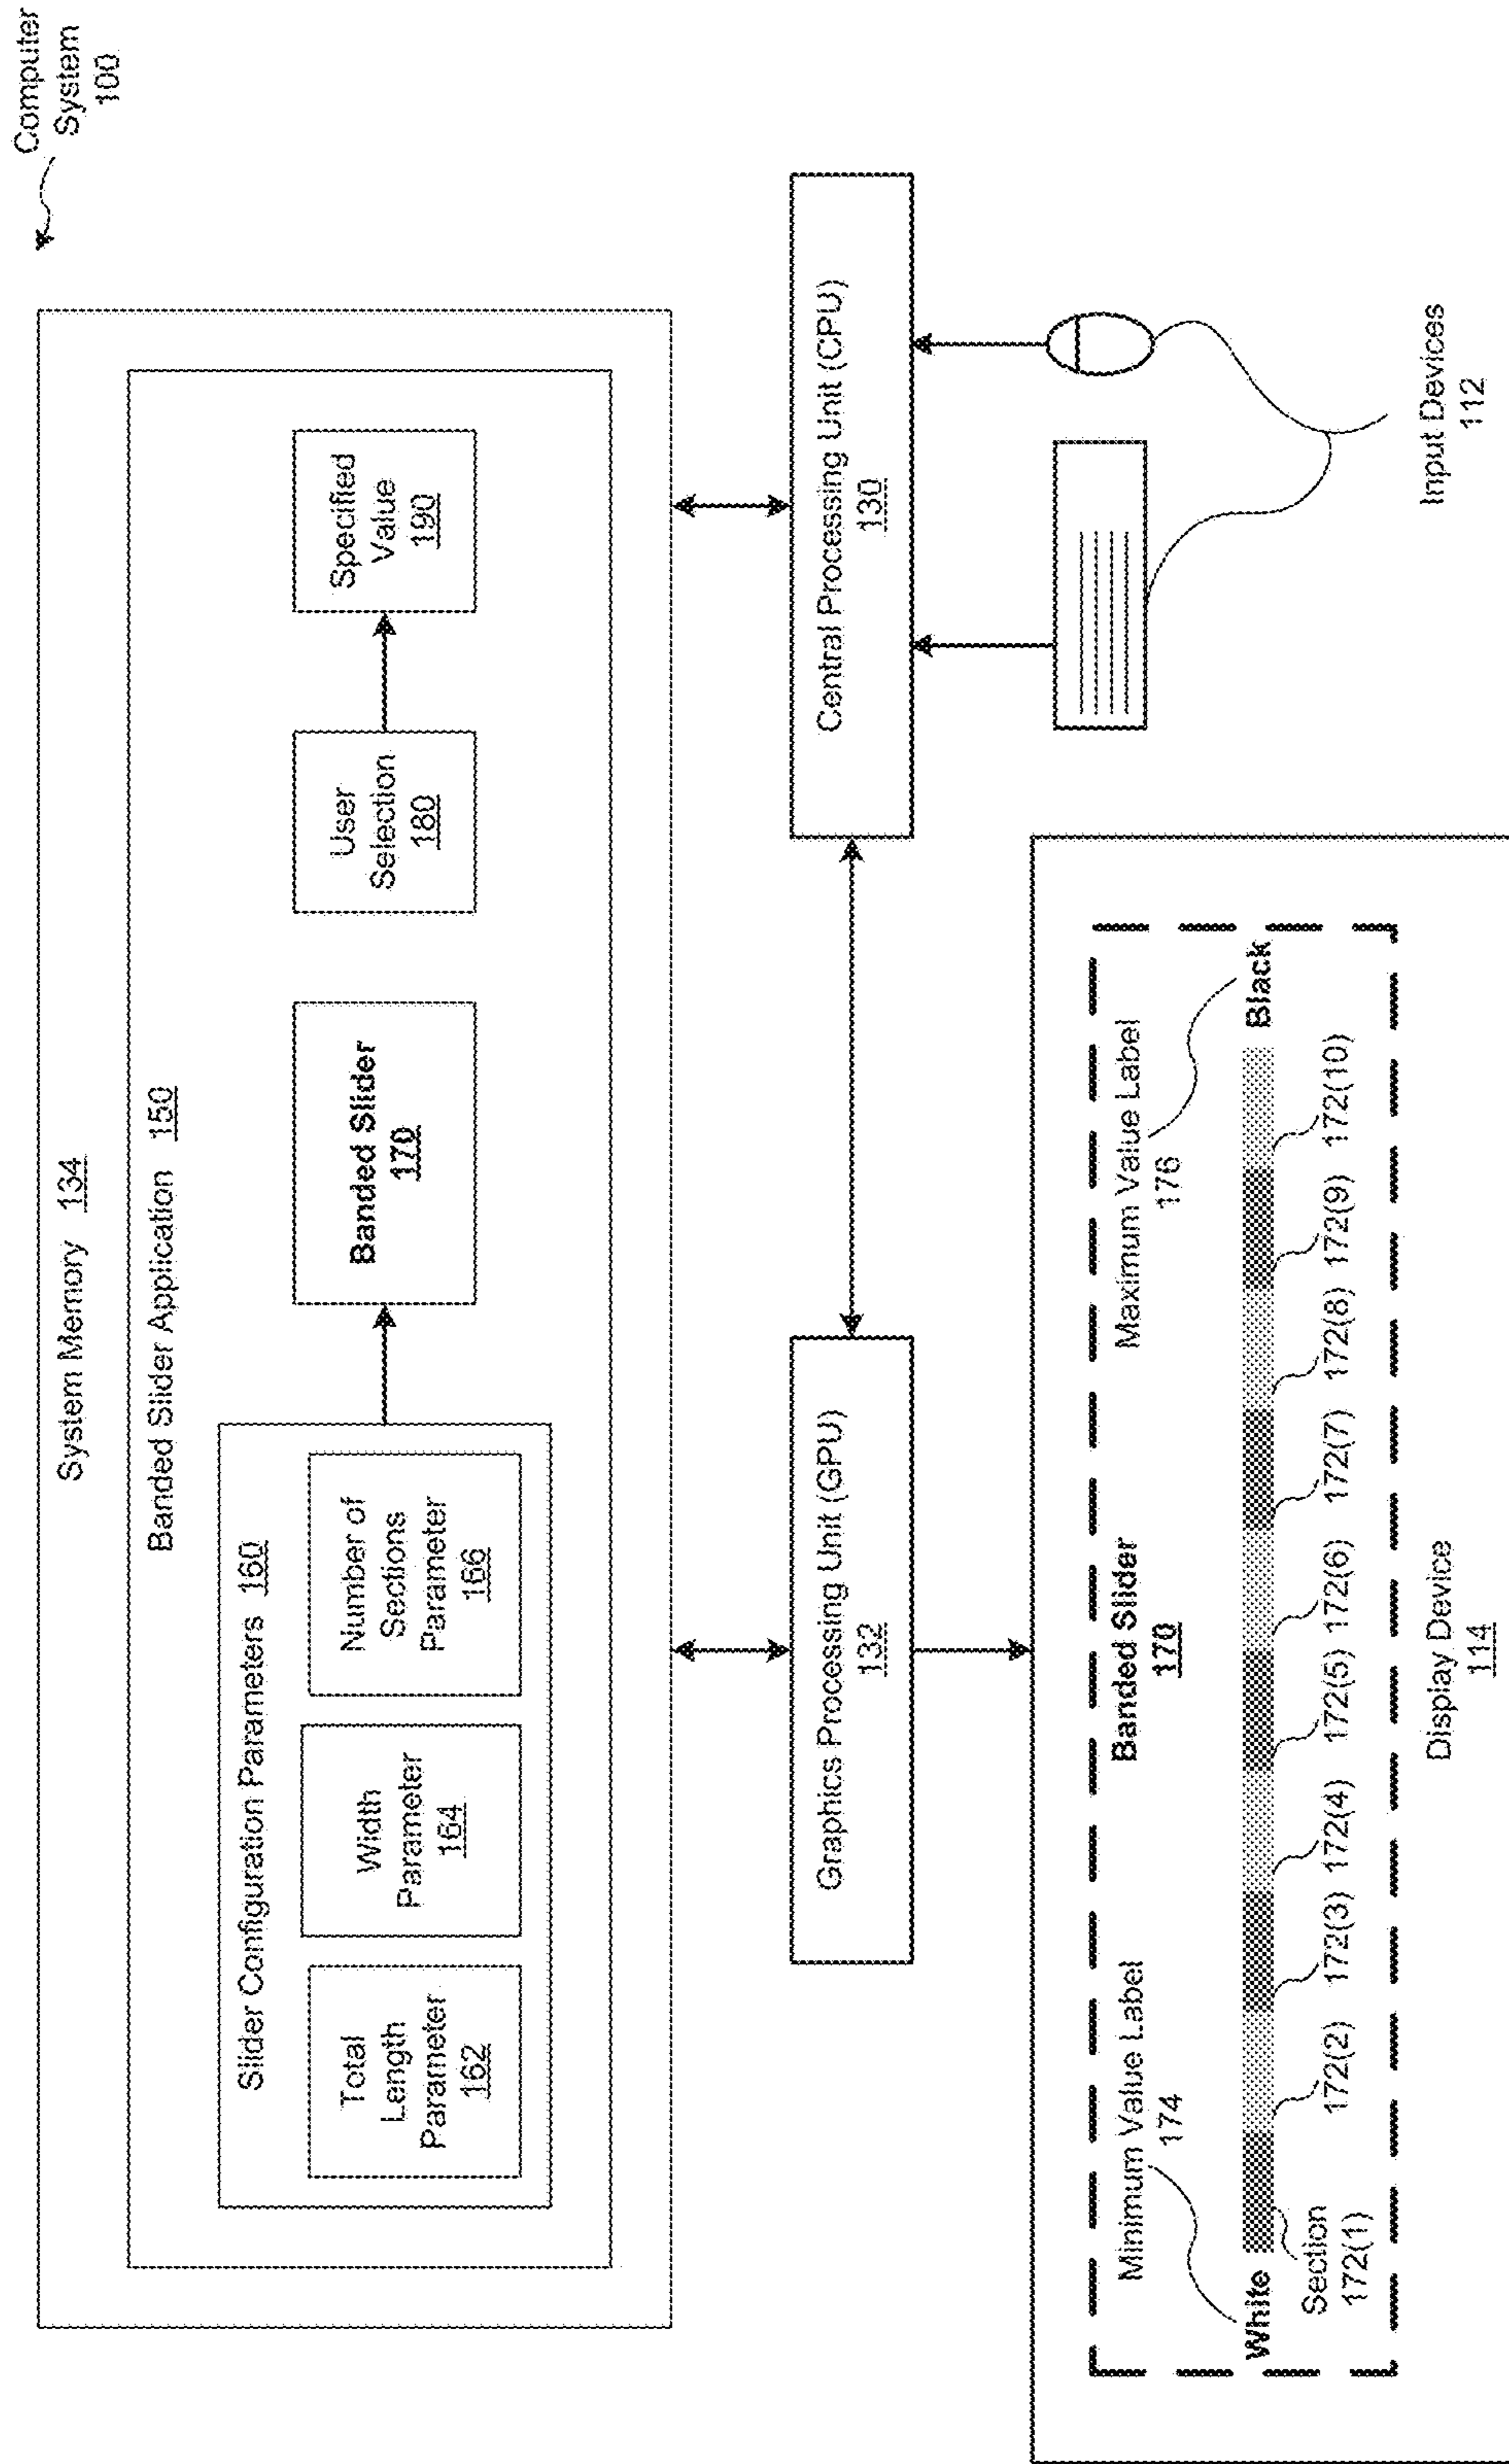 Computer
System
100
System Memory 134
Banded Slider Application 150
Slider Configuration Parameters 160
Total
Length
Parameter
162
Width
Parameter
164
Number of
Sections
Parameter
166
Banded Slider
170
User
Selection
180
Specified
Value
190
Graphics Processing Unit (GPU)
132
Central Processing Unit (CPU)
130
Minimum Value Label
174
Banded Slider
170
Maximum Value Label
176
White
Black
Section
172(1)
172(2)
172(3)
172(4)
172(5)
172(6)
172(7)
172(8)
172(9)
172(10)
Display Device
114
Input Devices
112